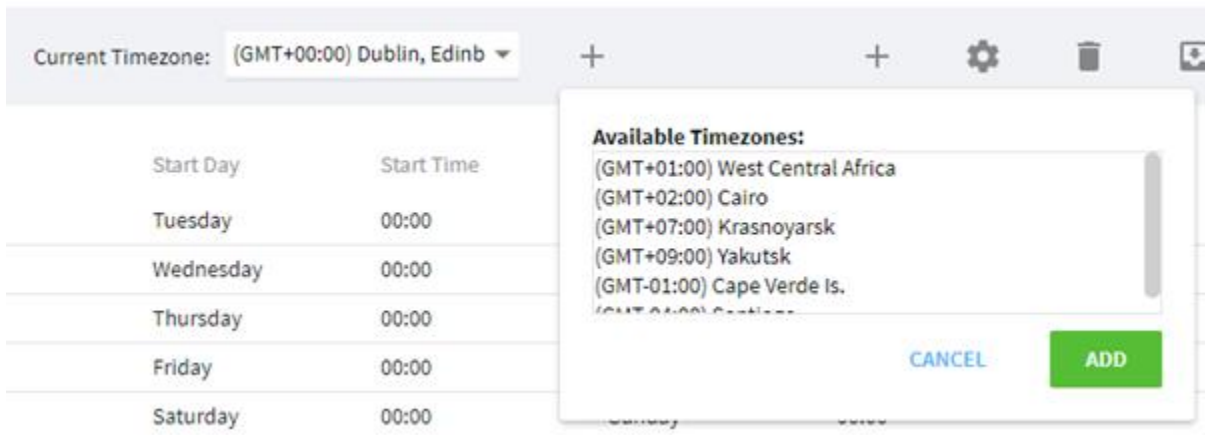 Current Timezone: (GMT+00:00) Dublin, Edinb
Available Timezones:
(GMT+01:00) West Central Africa
(GMT+02:00) Cairo
(GMT+07:00) Krasnoyarsk
(GMT+09:00) Yakutsk
(GMT-01:00) Cape Verde Is.
CANCEL ADD
Start Day Start Time
Tuesday 00:00
Wednesday 00:00
Thursday 00:00
Friday 00:00
Saturday 00:00